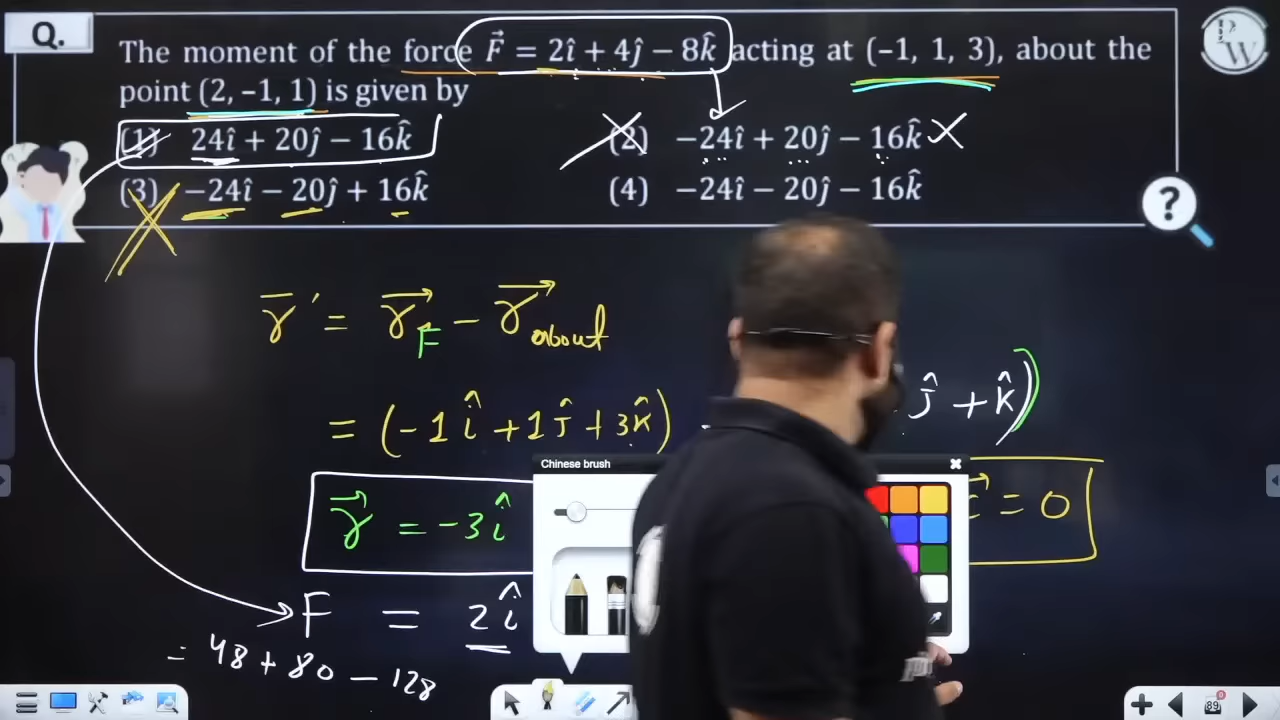 Q.
The moment of the force F⃗ = 2î + 4ĵ − 8k̂ acting at (−1, 1, 3), about the
point (2, −1, 1) is given by
(1) 24î + 20ĵ − 16k̂
(2) −24î + 20ĵ − 16k̂
(3) −24î − 20ĵ + 16k̂
(4) −24î − 20ĵ − 16k̂
PW
?
r⃗' = r⃗F − r⃗about
= (−1î + 1ĵ + 3k̂) − ĵ + k̂)
r⃗ = −3î
= 0
F = 2î
= 48 + 80 − 128
Chinese brush
89